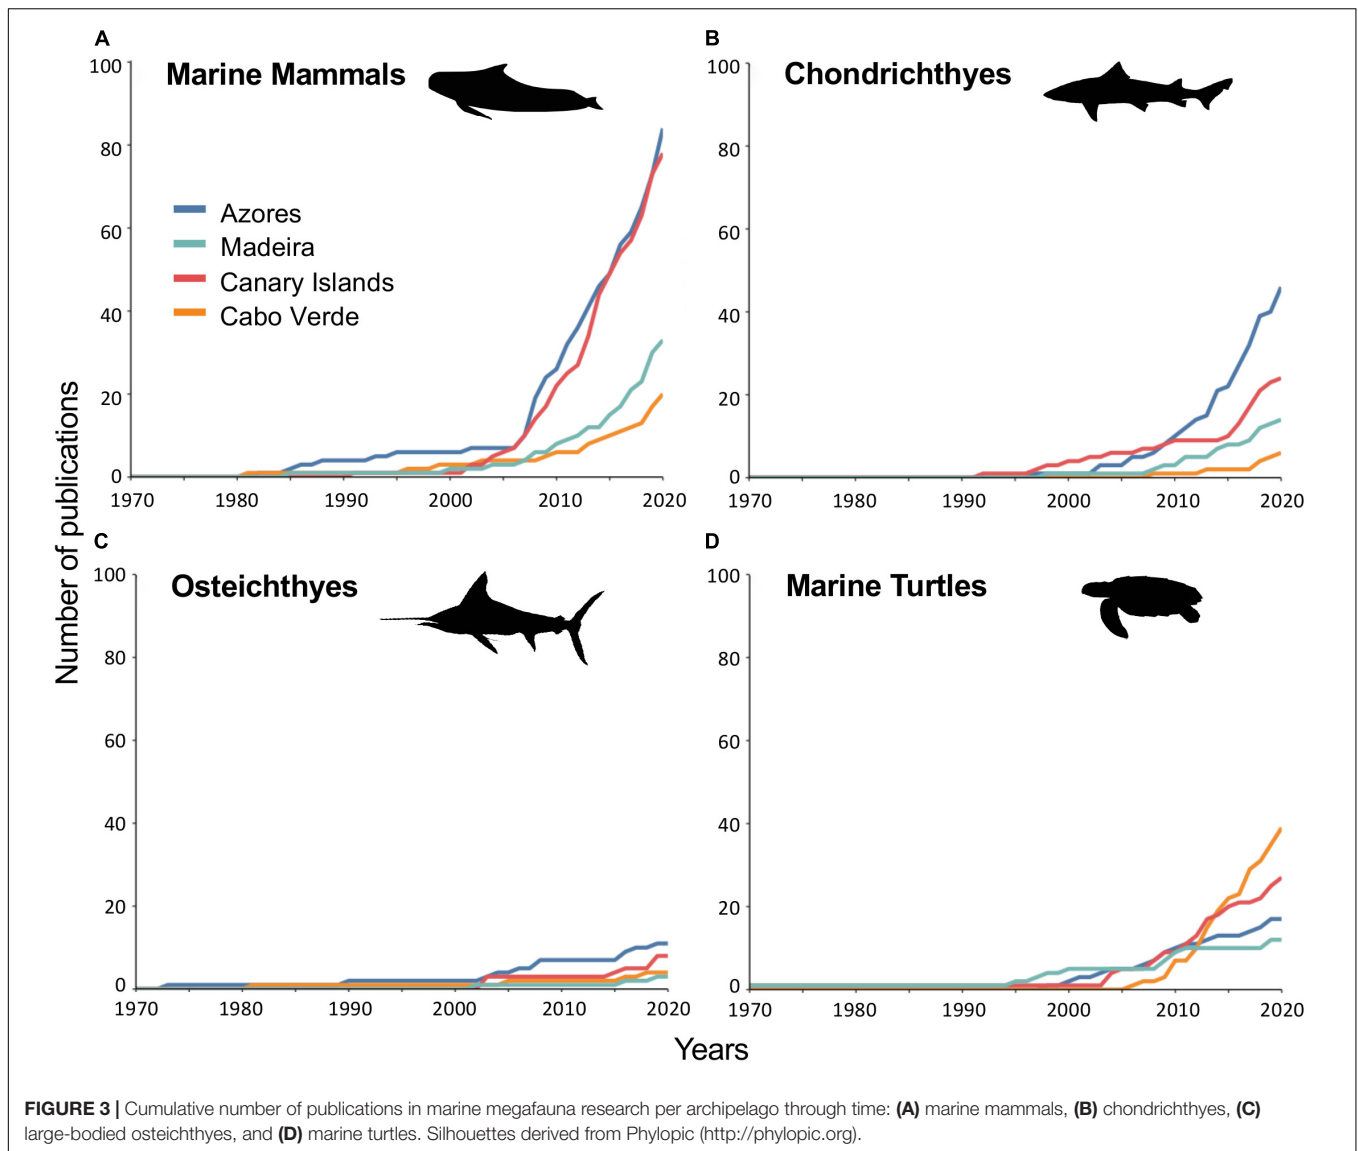 A
Marine Mammals
100
80
60
40
20
0
Azores
Madeira
Canary Islands
Cabo Verde
1970 1980 1990 2000 2010 2020
B
Chondrichthyes
100
80
60
40
20
0
1970 1980 1990 2000 2010 2020
Number of publications
C
Osteichthyes
100
80
60
40
20
0
1970 1980 1990 2000 2010 2020
D
Marine Turtles
100
80
60
40
20
0
1970 1980 1990 2000 2010 2020
Years
FIGURE 3 | Cumulative number of publications in marine megafauna research per archipelago through time: (A) marine mammals, (B) chondrichthyes, (C)
large-bodied osteichthyes, and (D) marine turtles. Silhouettes derived from Phylopic (http://phylopic.org).